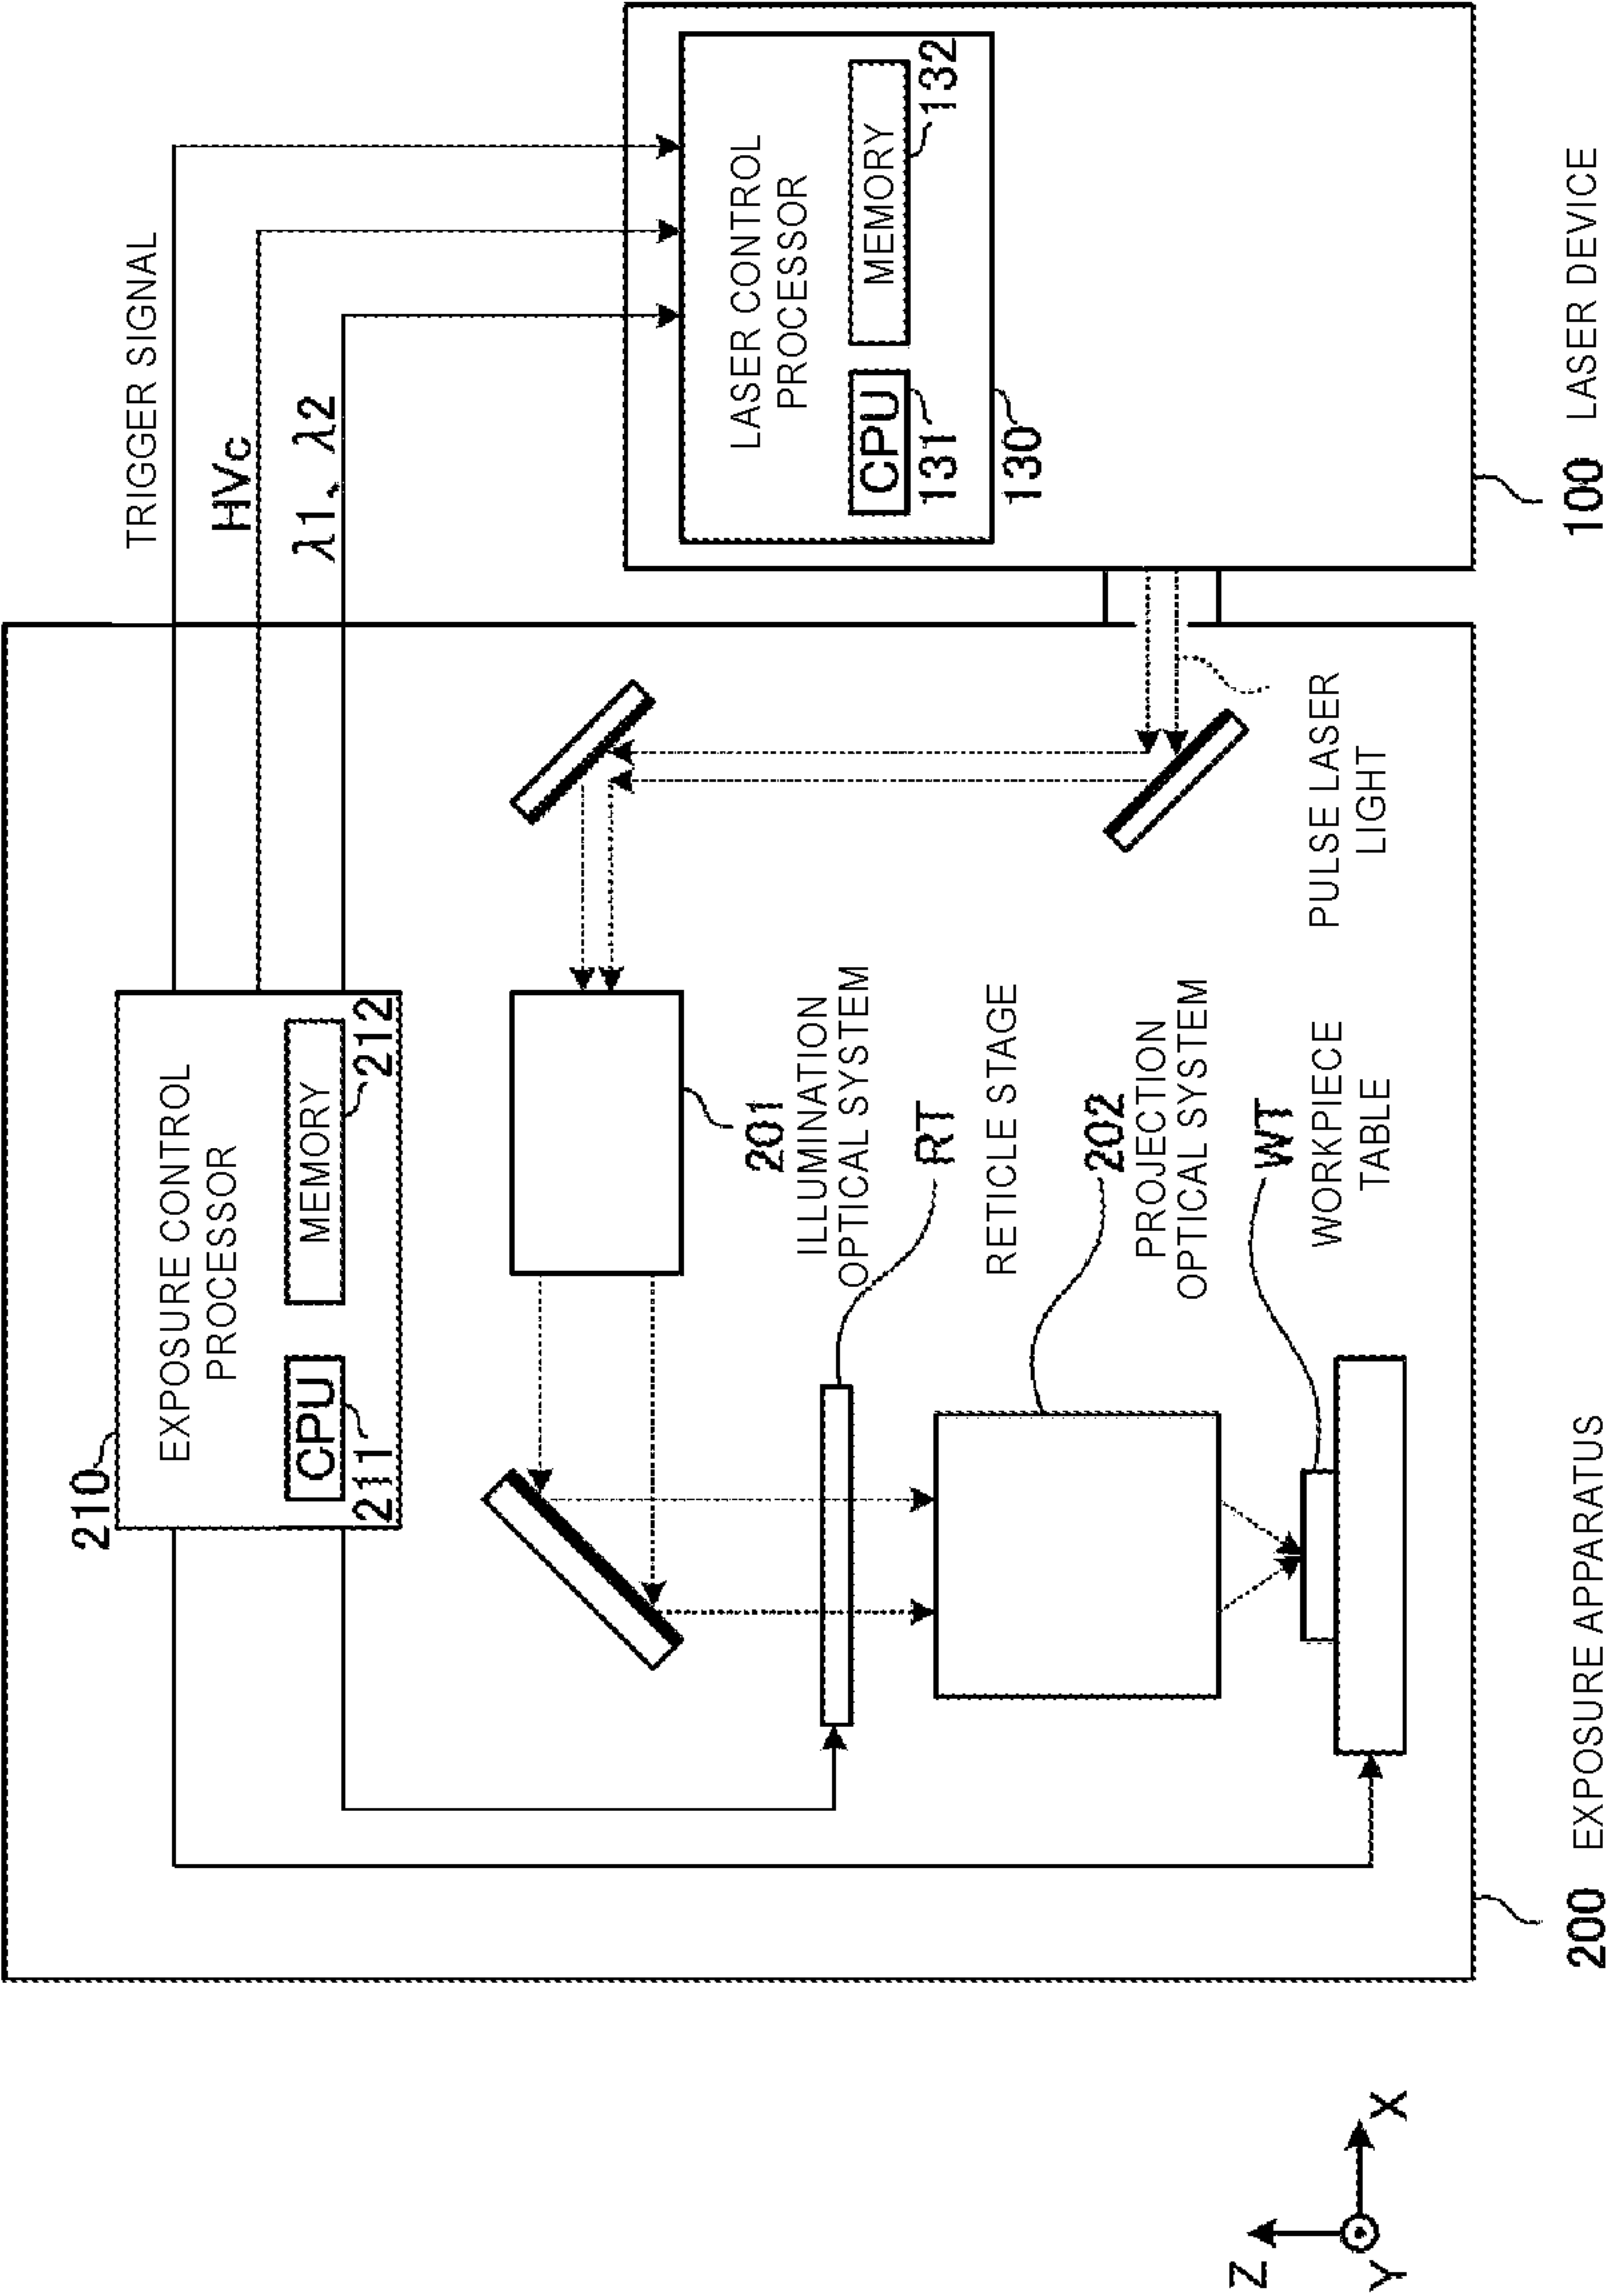 TRIGGER SIGNAL
HVc
λ1、λ2
210
EXPOSURE CONTROL
PROCESSOR
CPU
MEMORY
211
212
LASER CONTROL
PROCESSOR
CPU
MEMORY
131
132
130
201
ILLUMINATION
OPTICAL SYSTEM
RT
RETICLE STAGE
202
PROJECTION
OPTICAL SYSTEM
WT
WORKPIECE
TABLE
PULSE LASER
LIGHT
200 EXPOSURE APPARATUS
100 LASER DEVICE
Z
Y
X